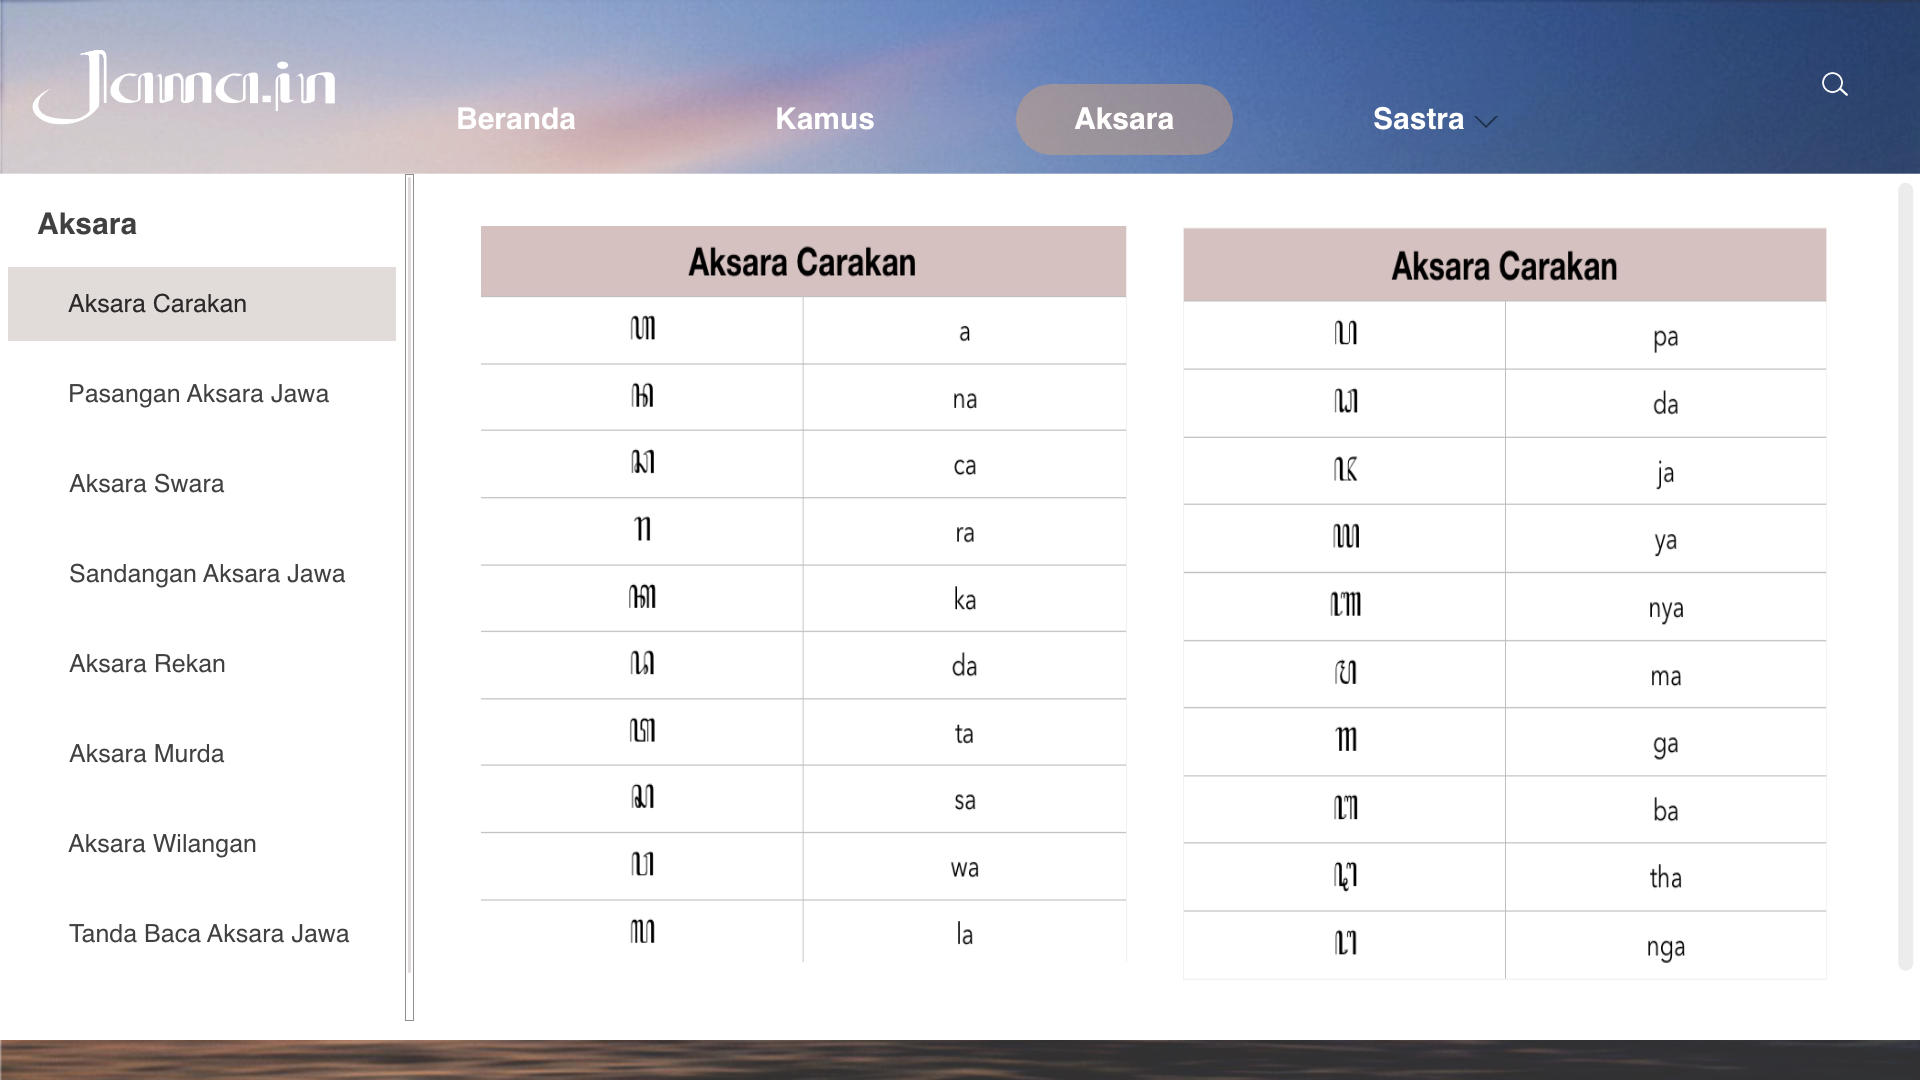 Jama.in
Beranda
Kamus
Aksara
Sastra
Aksara
Aksara Carakan
Pasangan Aksara Jawa
Aksara Swara
Sandangan Aksara Jawa
Aksara Rekan
Aksara Murda
Aksara Wilangan
Tanda Baca Aksara Jawa
Aksara Carakan
ꦲ a
ꦤ na
ꦕ ca
ꦫ ra
ꦏ ka
ꦢ da
ꦠ ta
ꦱ sa
ꦮ wa
ꦭ la
Aksara Carakan
ꦥ pa
ꦝ da
ꦗ ja
ꦪ ya
ꦚ nya
ꦩ ma
ꦒ ga
ꦧ ba
ꦛ tha
ꦔ nga